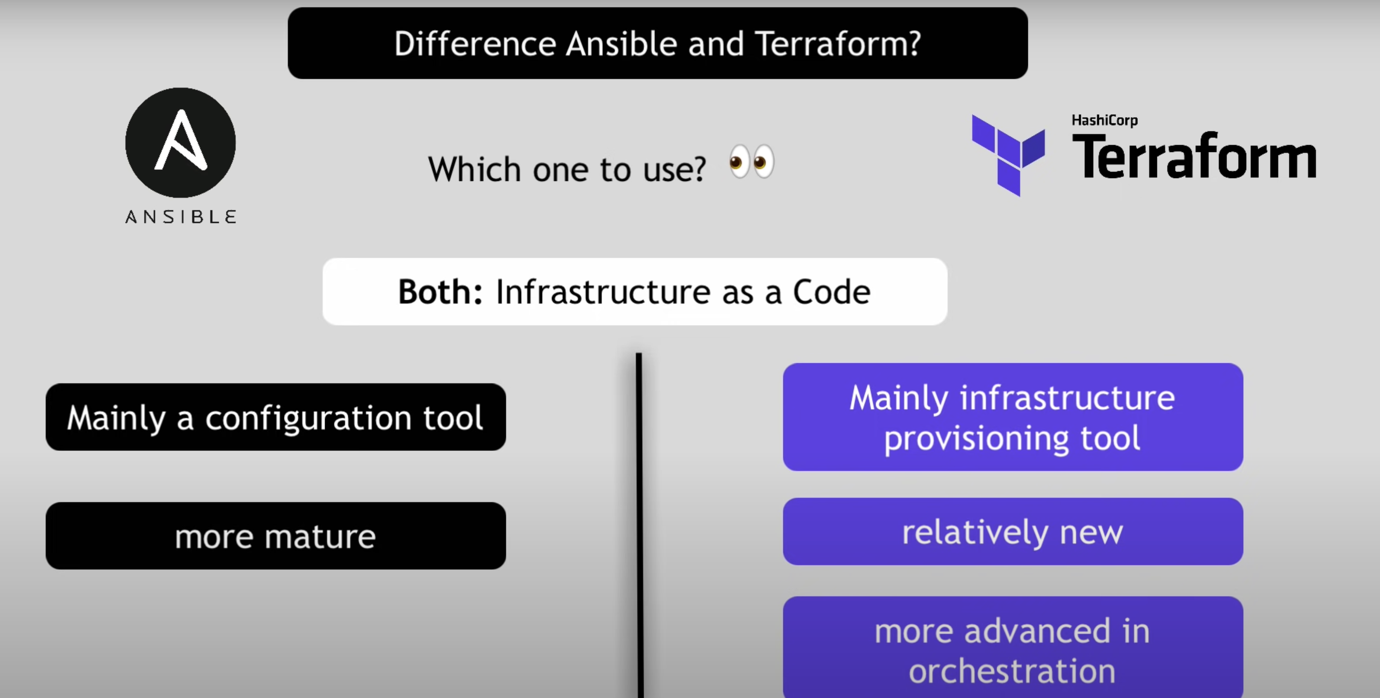 Difference Ansible and Terraform?
ANSIBLE
Which one to use? 👀
HashiCorp
Terraform
Both: Infrastructure as a Code
Mainly a configuration tool
more mature
Mainly infrastructure
provisioning tool
relatively new
more advanced in
orchestration